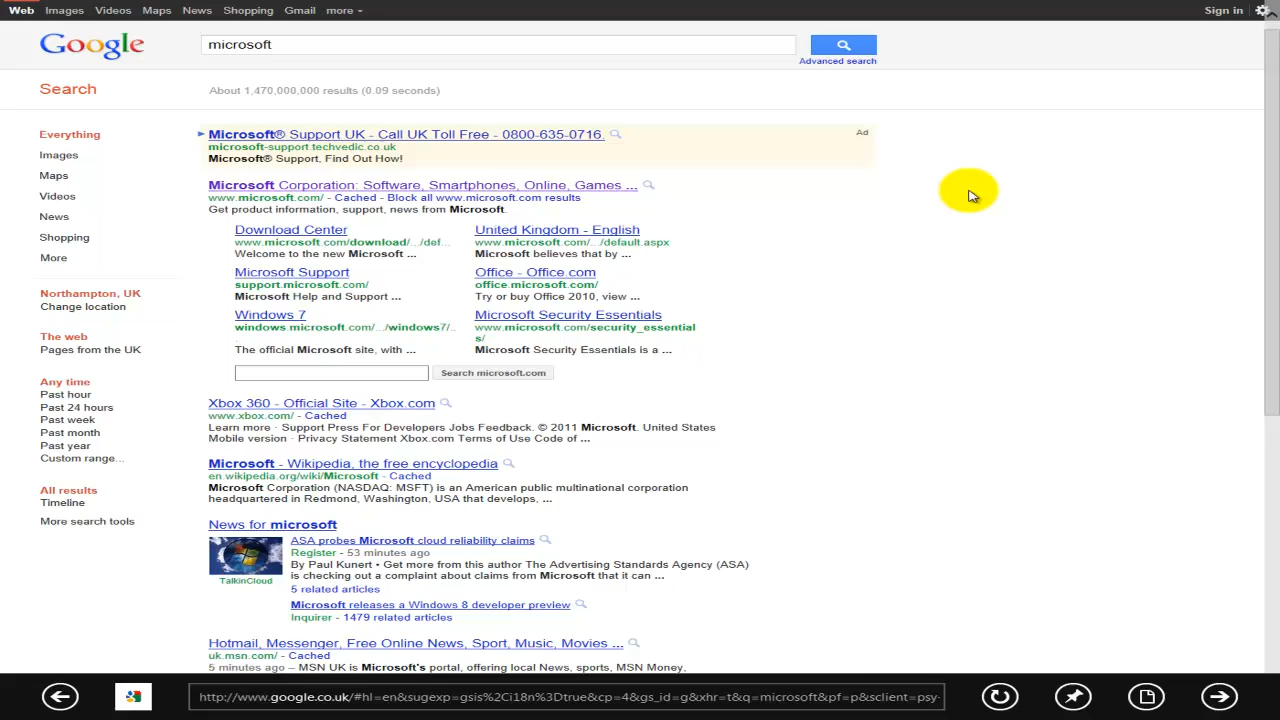 Web Images Videos Maps News Shopping Gmail more
Sign in
Google
microsoft
Advanced search
Search
About 1,470,000,000 results (0.09 seconds)
Everything
Images
Maps
Videos
News
Shopping
More
Northampton, UK
Change location
The web
Pages from the UK
Any time
Past hour
Past 24 hours
Past week
Past month
Past year
Custom range...
All results
Timeline
More search tools
Microsoft® Support UK - Call UK Toll Free - 0800-635-0716.
Ad
microsoft-support.techvedic.co.uk
Microsoft® Support, Find Out How!
Microsoft Corporation: Software, Smartphones, Online, Games ...
www.microsoft.com/ - Cached - Block all www.microsoft.com results
Get product information, support, news from Microsoft.
Download Center
www.microsoft.com/download/.../def...
Welcome to the new Microsoft ...
United Kingdom - English
www.microsoft.com/.../default.aspx
Microsoft believes that by ...
Microsoft Support
support.microsoft.com/
Microsoft Help and Support ...
Office - Office.com
office.microsoft.com/
Try or buy Office 2010, view ...
Windows 7
windows.microsoft.com/.../windows7/..
.
The official Microsoft site, with ...
Microsoft Security Essentials
www.microsoft.com/security_essential
s/
Microsoft Security Essentials is a ...
Search microsoft.com
Xbox 360 - Official Site - Xbox.com
www.xbox.com/ - Cached
Learn more · Support Press For Developers Jobs Feedback. © 2011 Microsoft. United States
Mobile version · Privacy Statement Xbox.com Terms of Use Code of ...
Microsoft - Wikipedia, the free encyclopedia
en.wikipedia.org/wiki/Microsoft - Cached
Microsoft Corporation (NASDAQ: MSFT) is an American public multinational corporation
headquartered in Redmond, Washington, USA that develops, ...
News for microsoft
TalkinCloud
ASA probes Microsoft cloud reliability claims
Register - 53 minutes ago
By Paul Kunert • Get more from this author The Advertising Standards Agency (ASA)
is checking out a complaint about claims from Microsoft that it can ...
5 related articles
Microsoft releases a Windows 8 developer preview
Inquirer - 1479 related articles
Hotmail, Messenger, Free Online News, Sport, Music, Movies ...
uk.msn.com/ - Cached
5 minutes ago – MSN UK is Microsoft's portal, offering local News, sports, MSN Money,
http://www.google.co.uk/#hl=en&sugexp=gsis%2Ci18n%3Dtrue&cp=4&gs_id=g&xhr=t&q=microsoft&pf=p&sclient=psy-